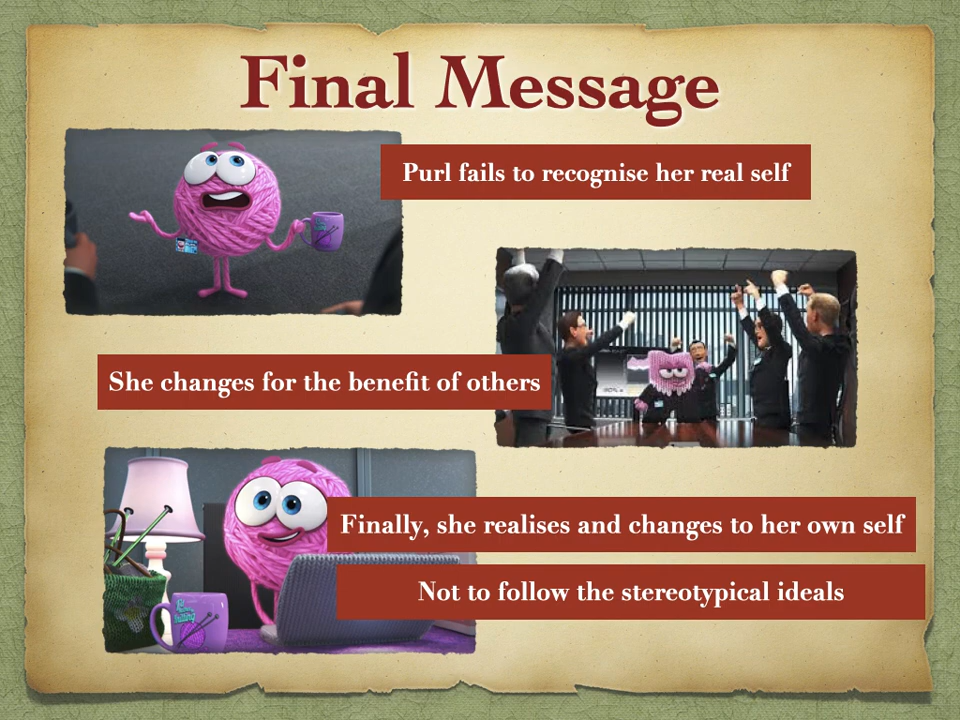 Final Message
Purl fails to recognise her real self
She changes for the benefit of others
Finally, she realises and changes to her own self
Not to follow the stereotypical ideals